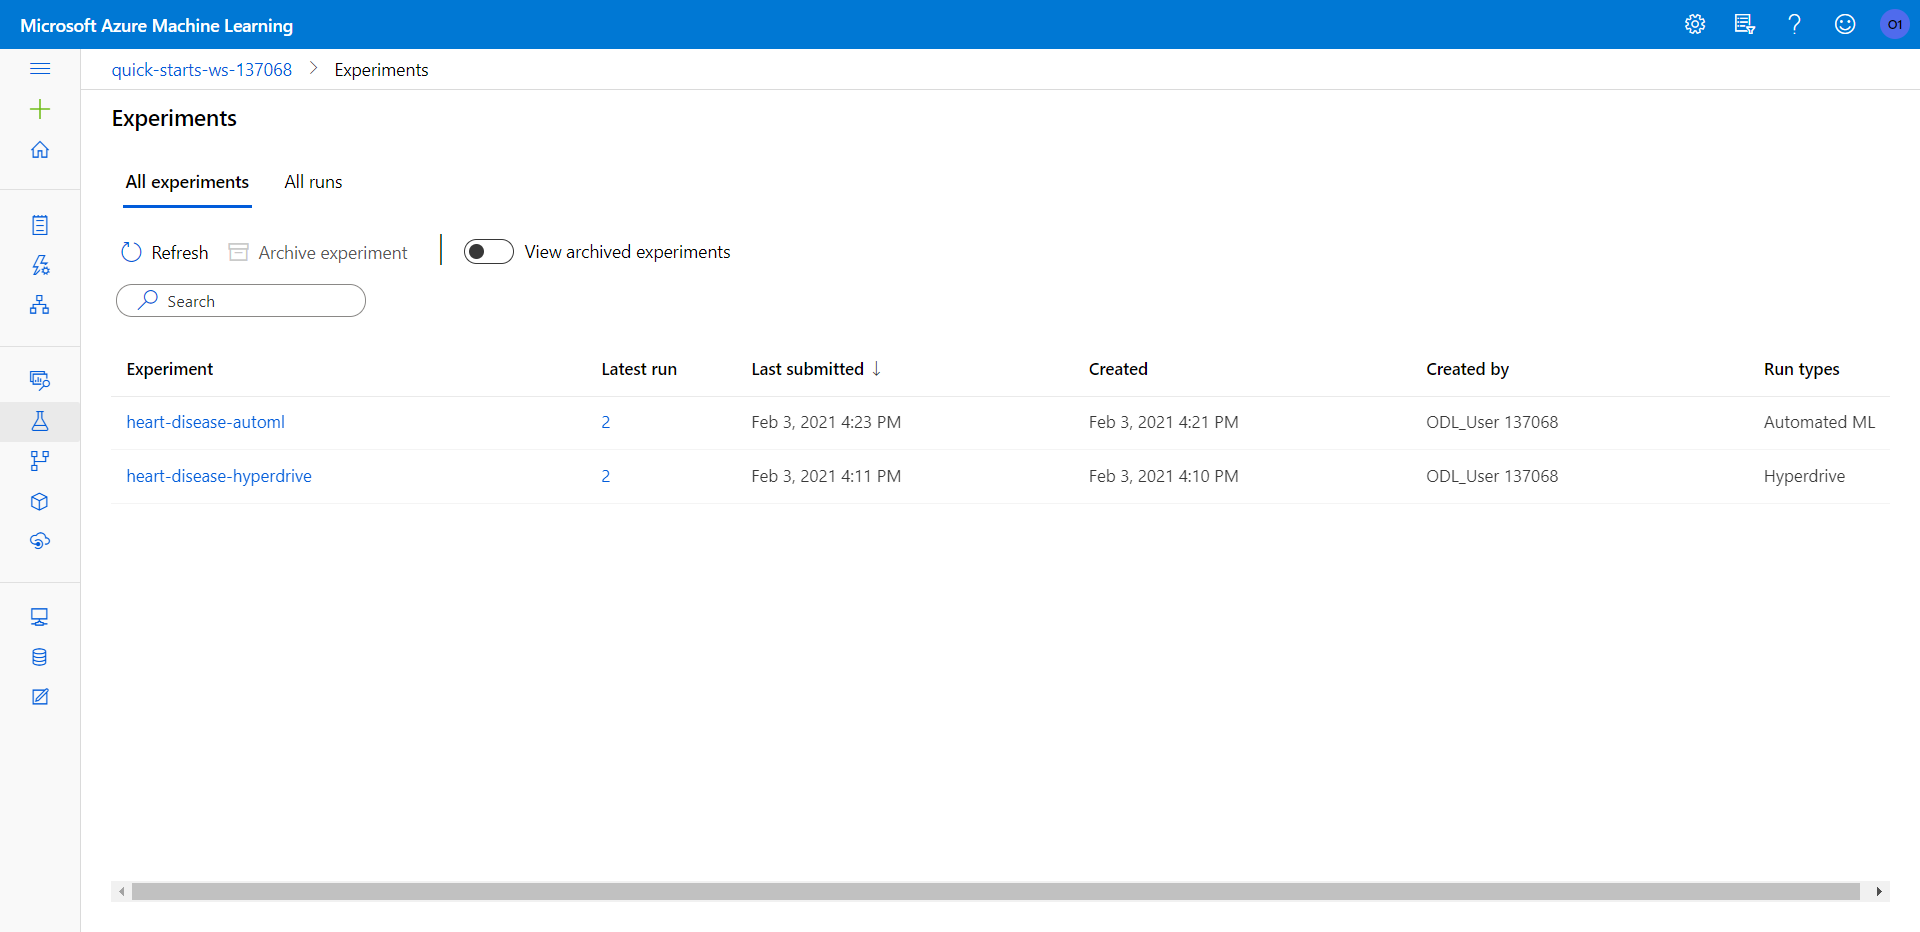 Microsoft Azure Machine Learning
O1
quick-starts-ws-137068 > Experiments
Experiments
All experiments All runs
Refresh Archive experiment View archived experiments
Search
Experiment Latest run Last submitted ↓ Created Created by Run types
heart-disease-automl 2 Feb 3, 2021 4:23 PM Feb 3, 2021 4:21 PM ODL_User 137068 Automated ML
heart-disease-hyperdrive 2 Feb 3, 2021 4:11 PM Feb 3, 2021 4:10 PM ODL_User 137068 Hyperdrive